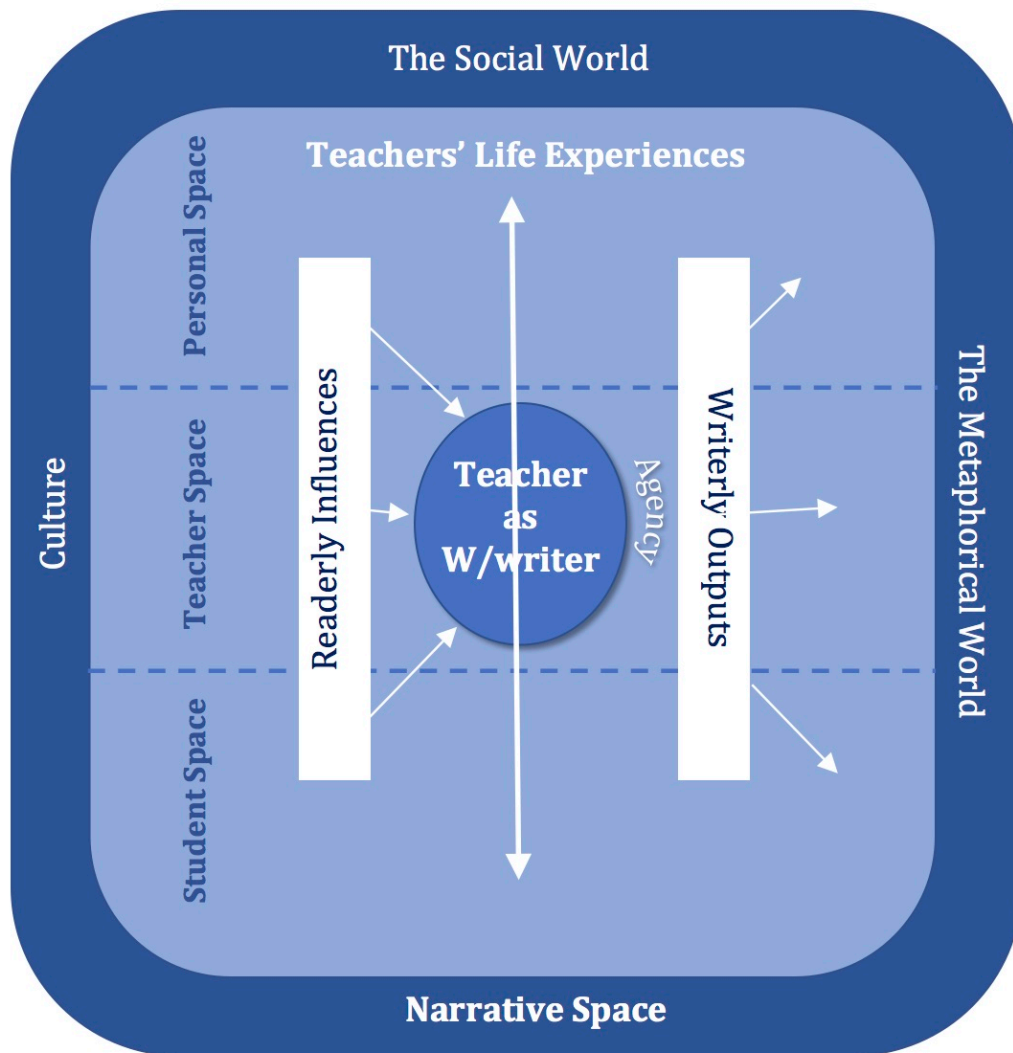 The Social World
Teachers' Life Experiences
Personal Space
Teacher Space
Student Space
Culture
Readerly Influences
Teacher
as
W/writer
Agency
Writerly Outputs
The Metaphorical World
Narrative Space